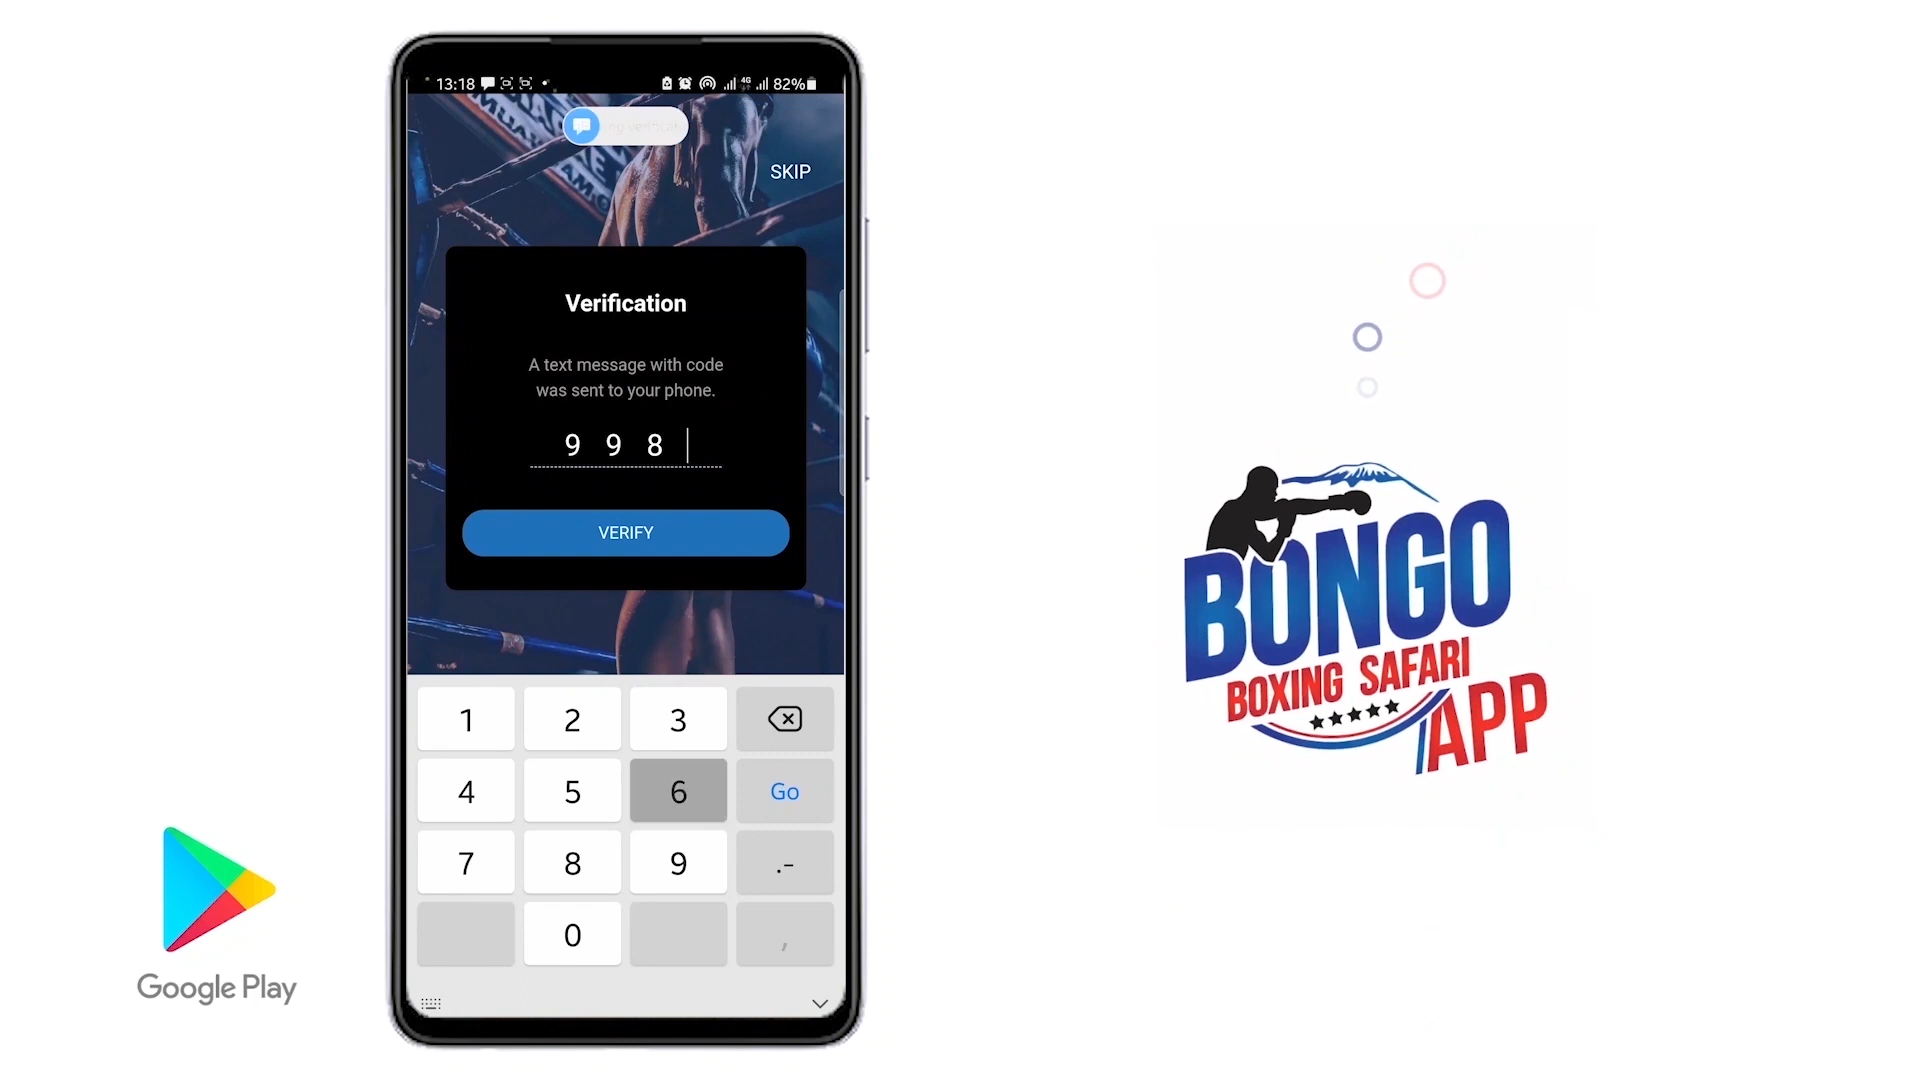 13:18
4G
82%
SKIP
Verification
A text message with code
was sent to your phone.
9 9 8
VERIFY
1 2 3
4 5 6 Go
7 8 9 .-
0 ,
Google Play
BONGO
BOXING SAFARI
APP